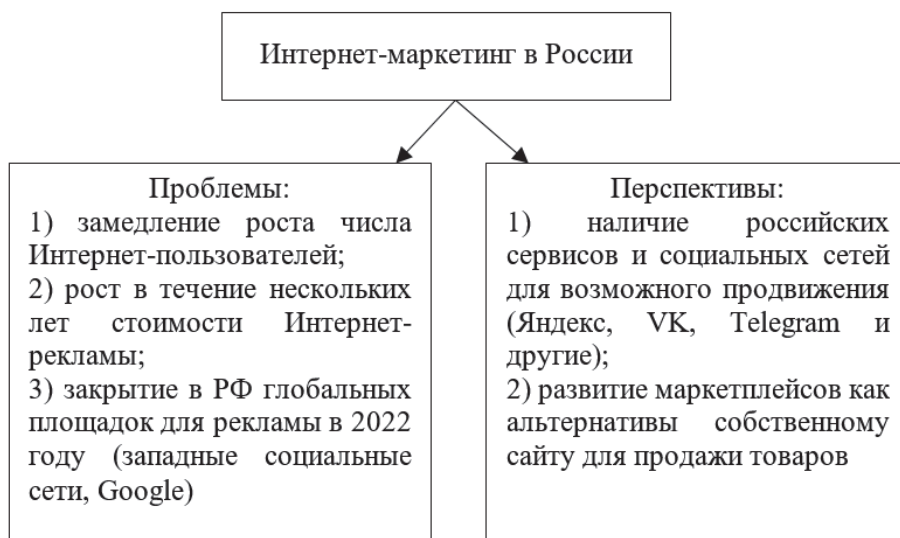 Интернет-маркетинг в России
Проблемы:
1) замедление роста числа
Интернет-пользователей;
2) рост в течение нескольких
лет стоимости Интернет-
рекламы;
3) закрытие в РФ глобальных
площадок для рекламы в 2022
году (западные социальные
сети, Google)
Перспективы:
1) наличие российских
сервисов и социальных сетей
для возможного продвижения
(Яндекс, VK, Telegram и
другие);
2) развитие маркетплейсов как
альтернативы собственному
сайту для продажи товаров